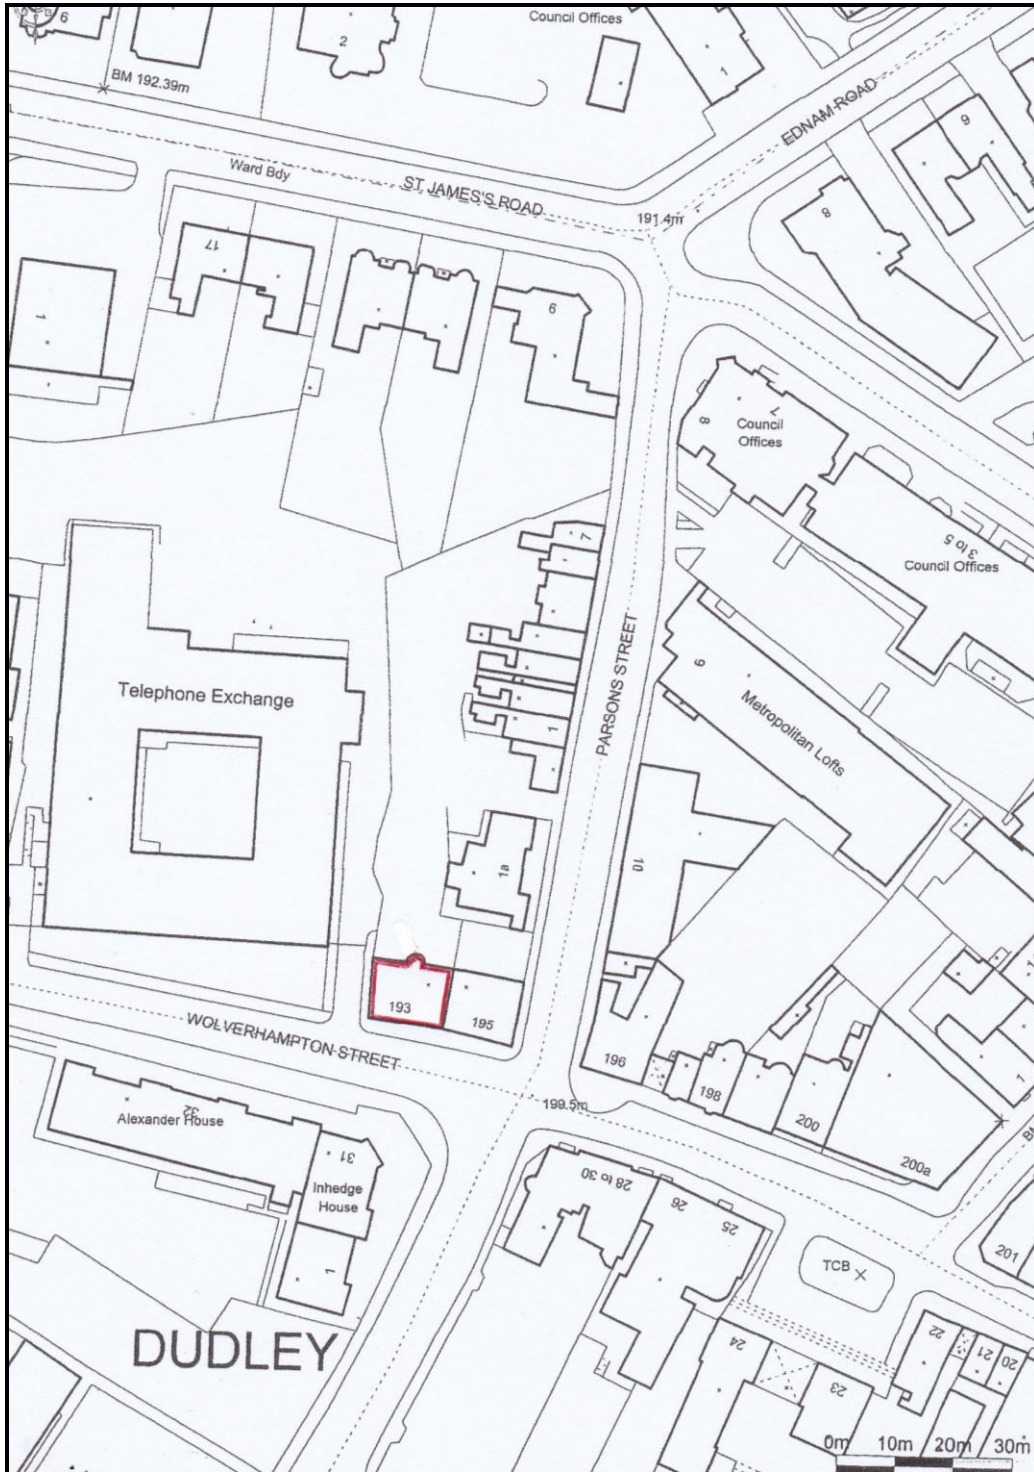 6
2
Council Offices
1
BM 192.39m
EDNAM ROAD
9
Ward Bdy
ST JAMES'S ROAD
191.4m
8
17
1
9
7
8
Council
Offices
3 to 5
Council Offices
7
PARSONS STREET
9
Metropolitan Lofts
Telephone Exchange
1
10
1a
193
195
WOLVERHAMPTON STREET
196
198
199.5m
200
200a
1
32
Alexander House
31
Inhedge
House
1
28 to 30
26
25
TCB
201
DUDLEY
24
23
22
21
20
0m 10m 20m 30m